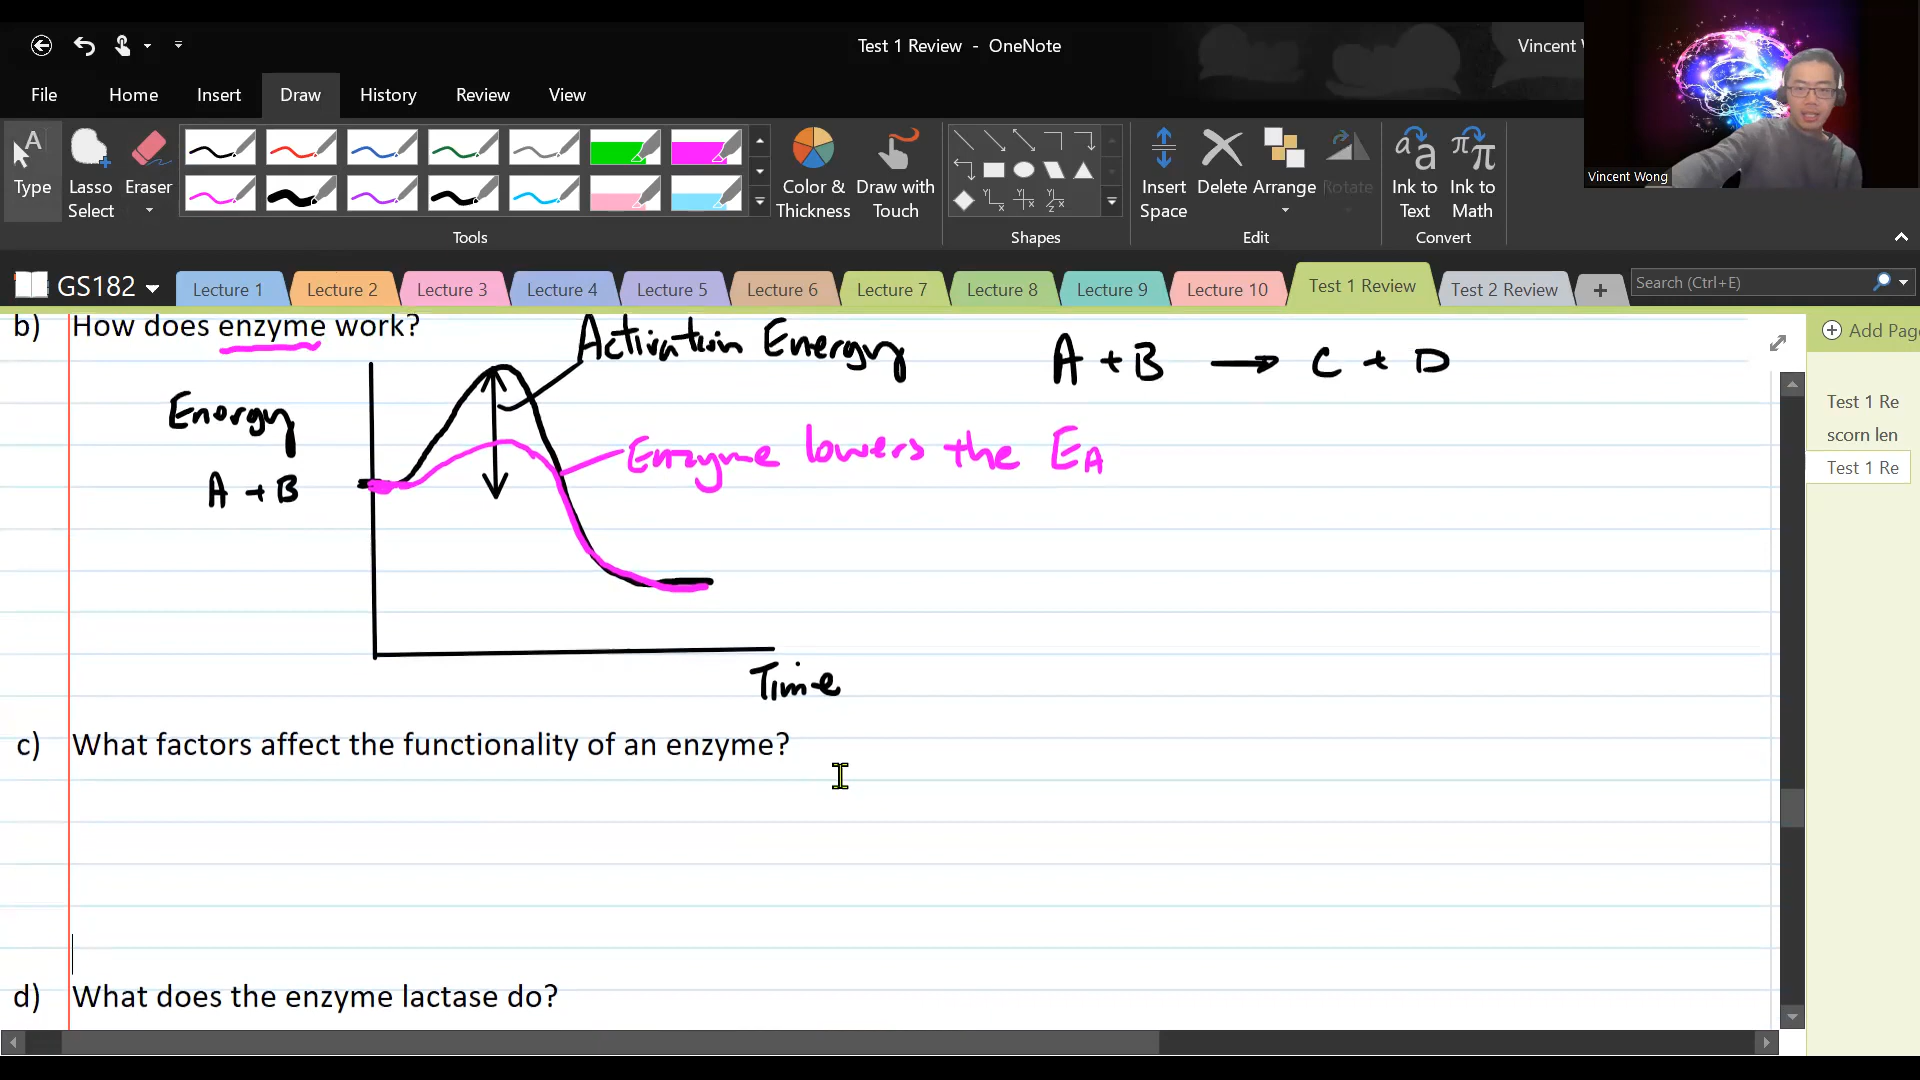 Test 1 Review - OneNote
Vincent W
File Home Insert Draw History Review View
Vincent Wong
Type
Lasso Select
Eraser
Color & Thickness
Draw with Touch
Insert Space
Delete
Arrange
Rotate
Ink to Text
Ink to Math
Tools Shapes Edit Convert
GS182
Lecture 1 Lecture 2 Lecture 3 Lecture 4 Lecture 5 Lecture 6 Lecture 7 Lecture 8 Lecture 9 Lecture 10 Test 1 Review Test 2 Review
Search (Ctrl+E)
Add Page
Test 1 Re
scorn len
Test 1 Re
b) How does enzyme work?
Activation Energy
A + B → C + D
Energy
Enzyme lowers the EA
A + B
Time
c) What factors affect the functionality of an enzyme?
d) What does the enzyme lactase do?